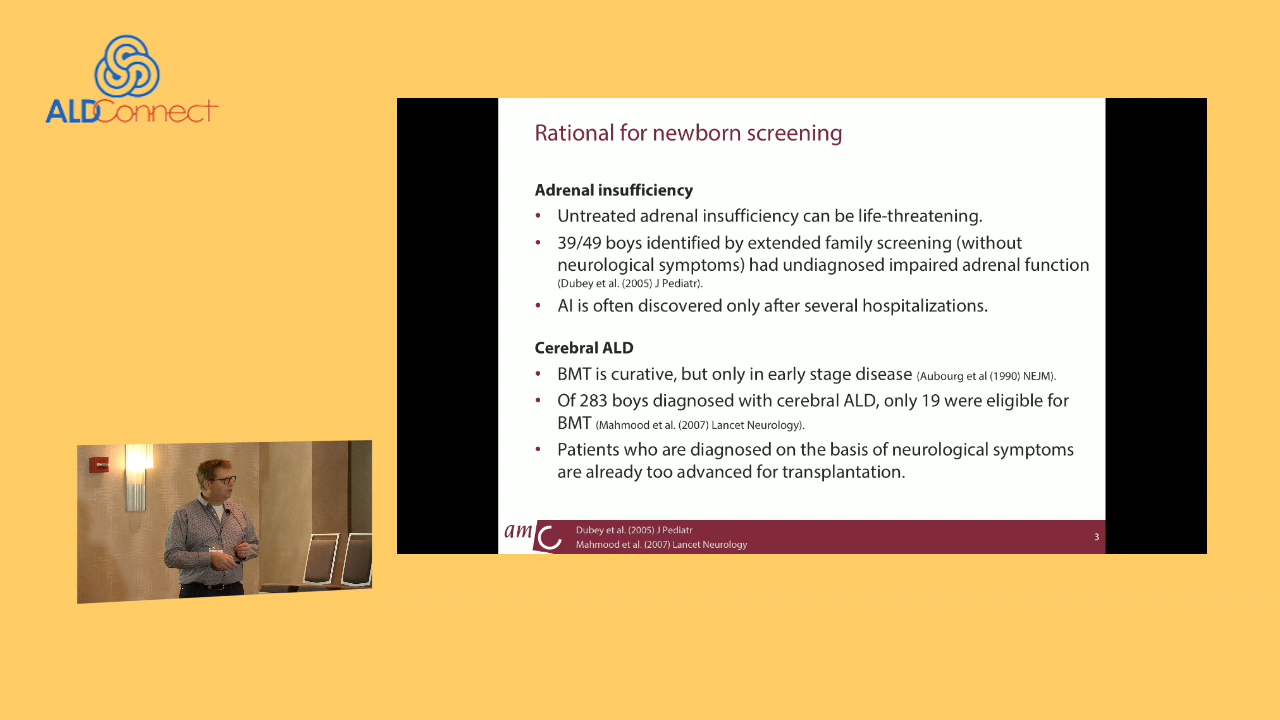 ALDConnect
Rational for newborn screening
Adrenal insufficiency
• Untreated adrenal insufficiency can be life-threatening.
• 39/49 boys identified by extended family screening (without
neurological symptoms) had undiagnosed impaired adrenal function
(Dubey et al. (2005) J Pediatr).
• AI is often discovered only after several hospitalizations.
Cerebral ALD
• BMT is curative, but only in early stage disease (Aubourg et al (1990) NEJM).
• Of 283 boys diagnosed with cerebral ALD, only 19 were eligible for
BMT (Mahmood et al. (2007) Lancet Neurology).
• Patients who are diagnosed on the basis of neurological symptoms
are already too advanced for transplantation.
amC
Dubey et al. (2005) J Pediatr
Mahmood et al. (2007) Lancet Neurology
3